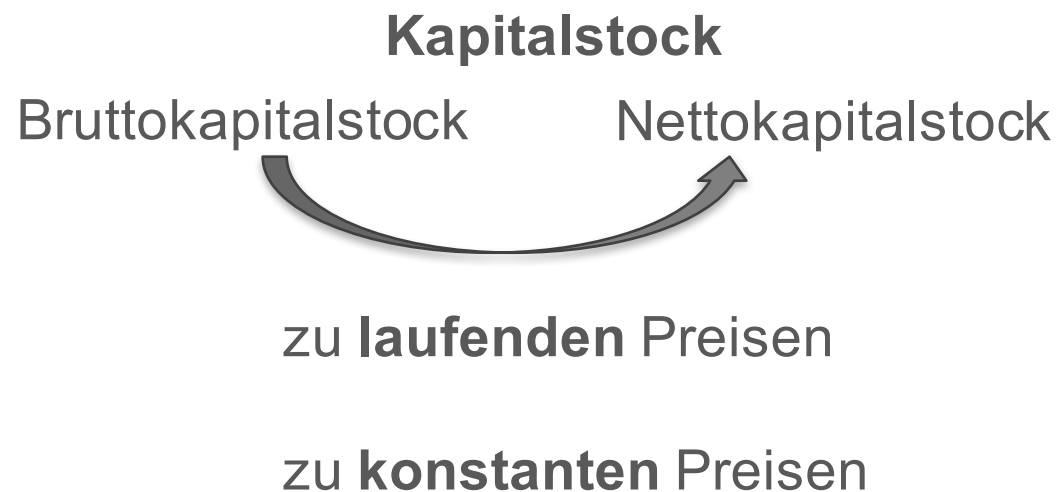 Kapitalstock
Bruttokapitalstock Nettokapitalstock
zu laufenden Preisen
zu konstanten Preisen